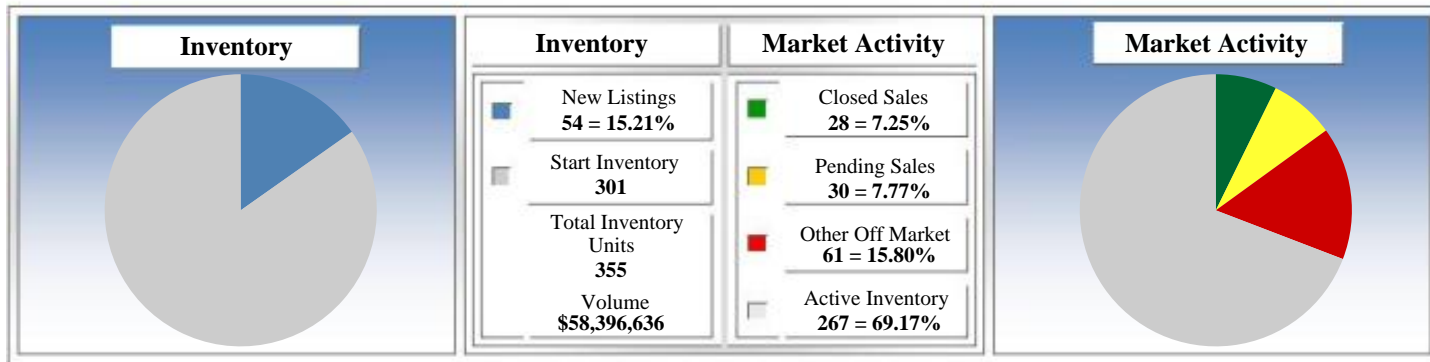 Inventory
Inventory
New Listings
54 = 15.21%
Start Inventory
301
Total Inventory
Units
355
Volume
$58,396,636
Market Activity
Closed Sales
28 = 7.25%
Pending Sales
30 = 7.77%
Other Off Market
61 = 15.80%
Active Inventory
267 = 69.17%
Market Activity